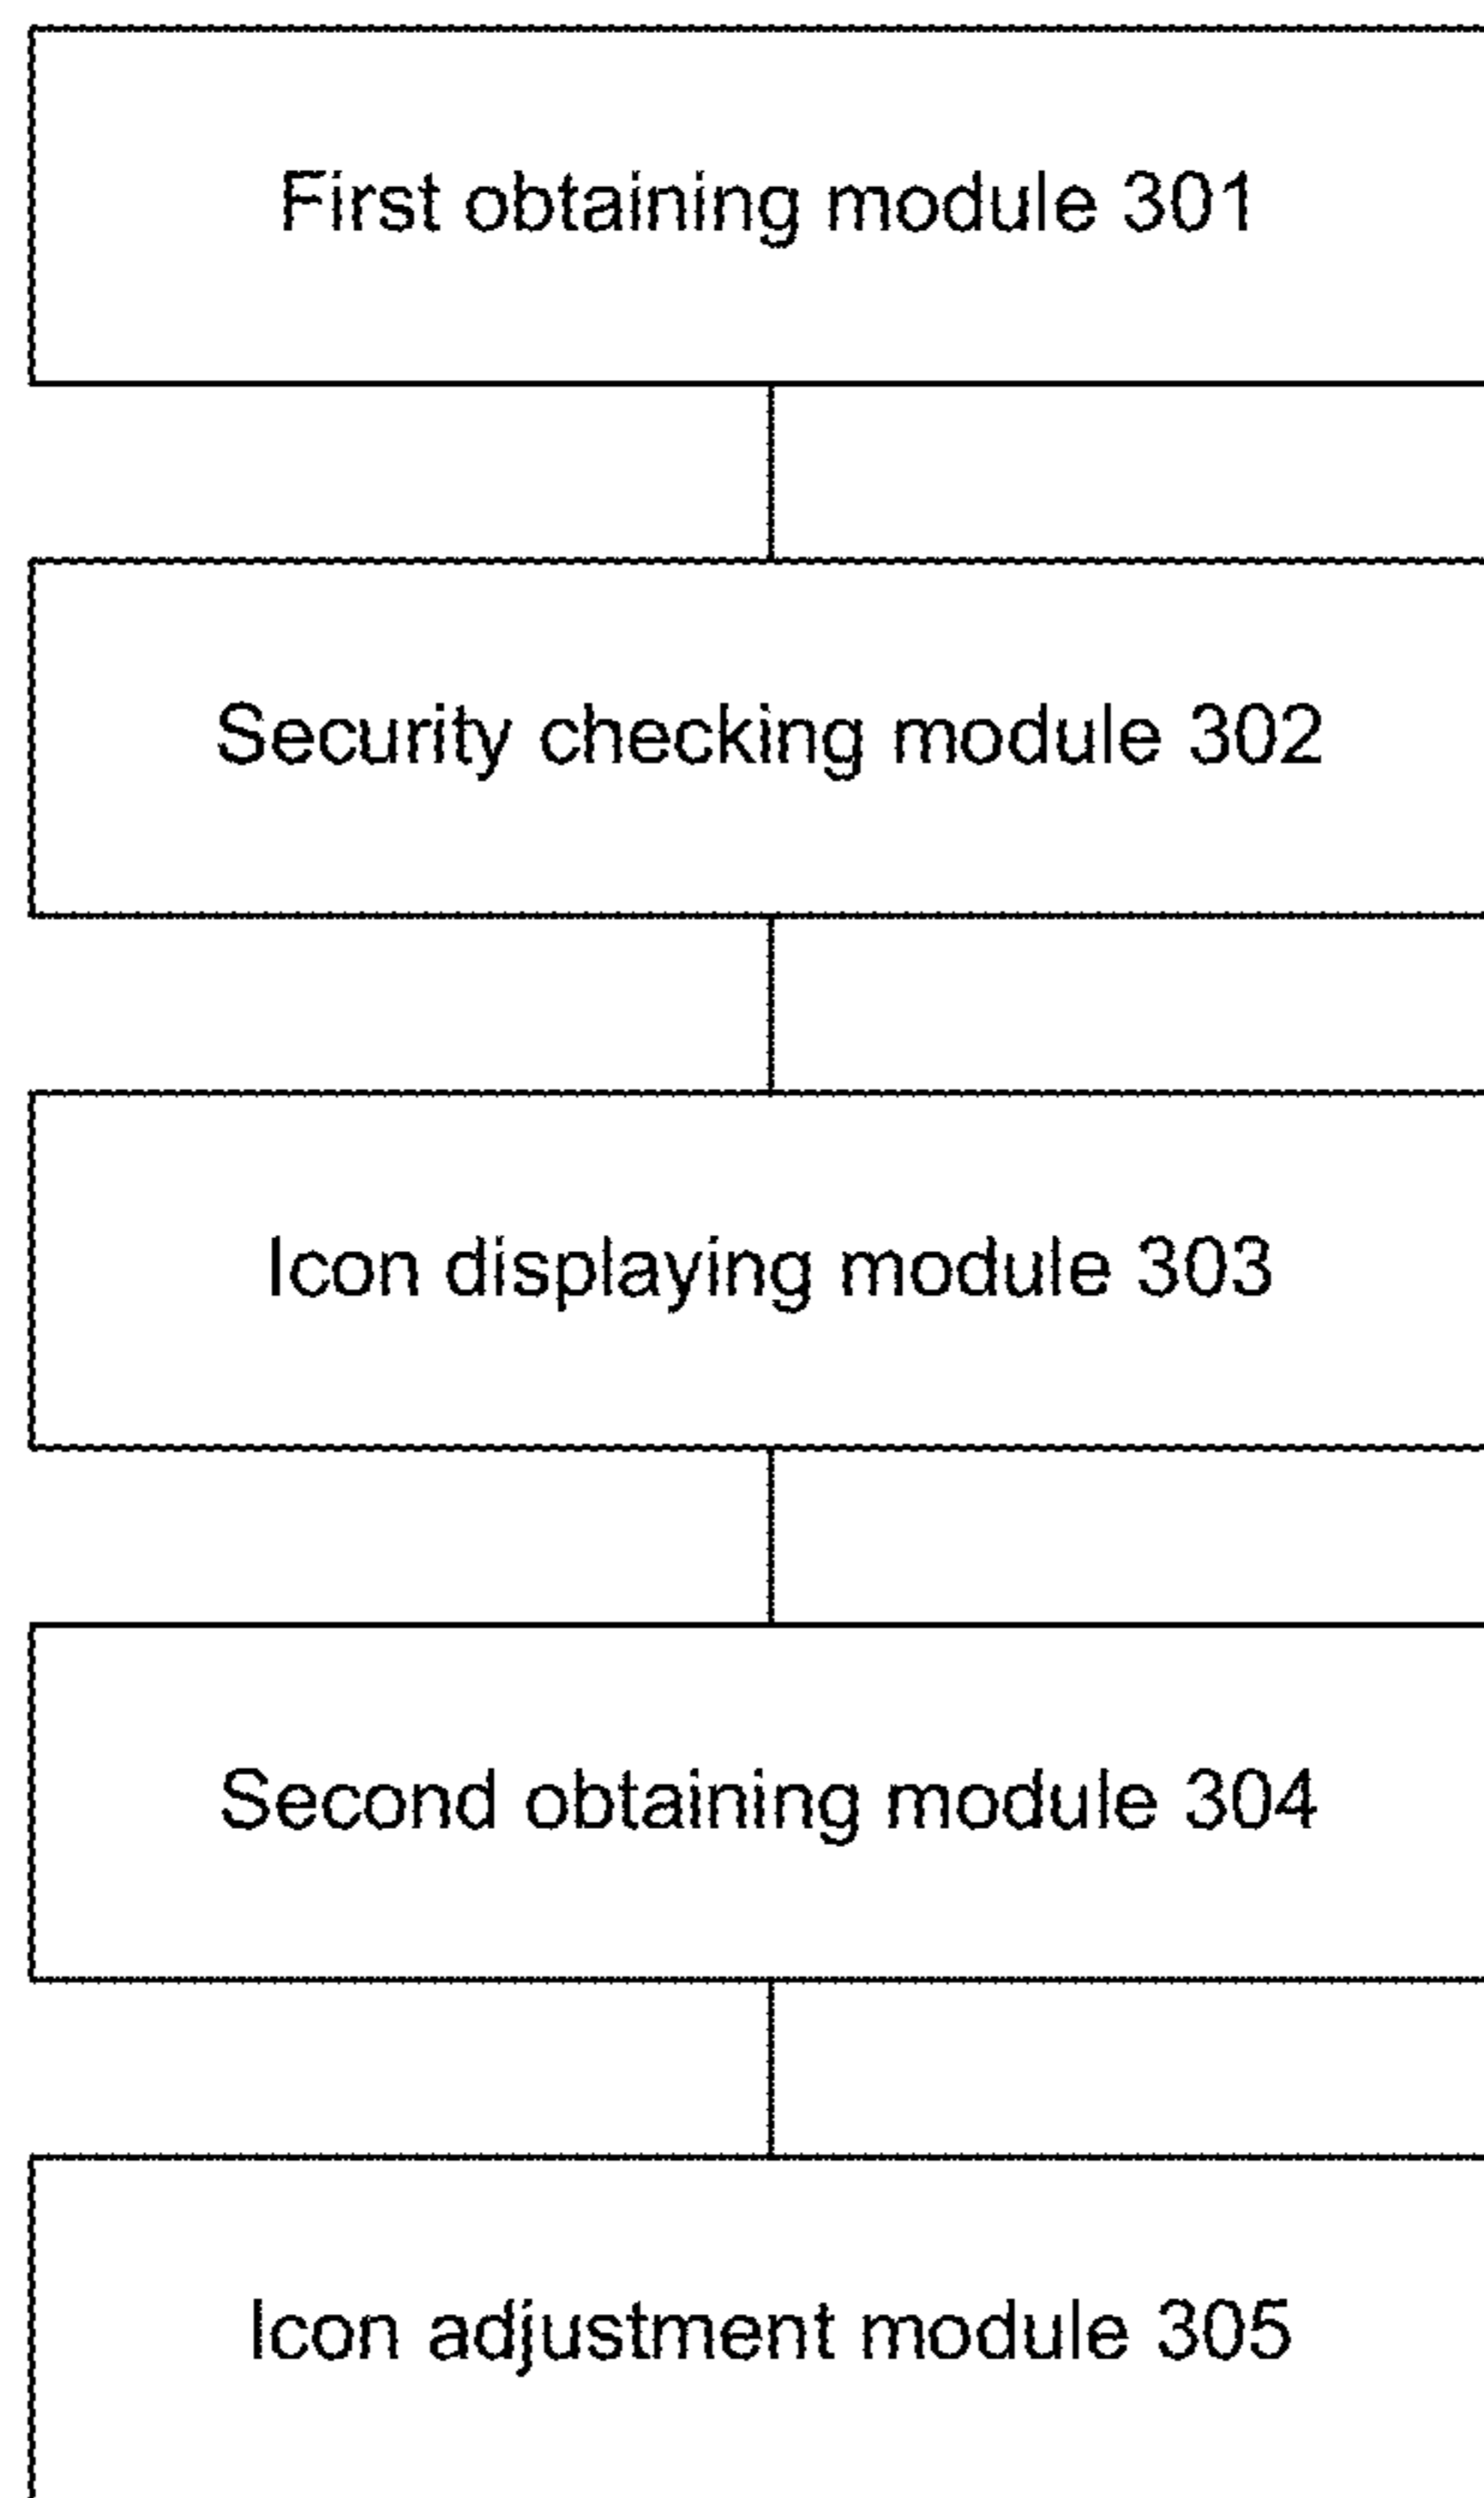 First obtaining module 301
Security checking module 302
Icon displaying module 303
Second obtaining module 304
Icon adjustment module 305